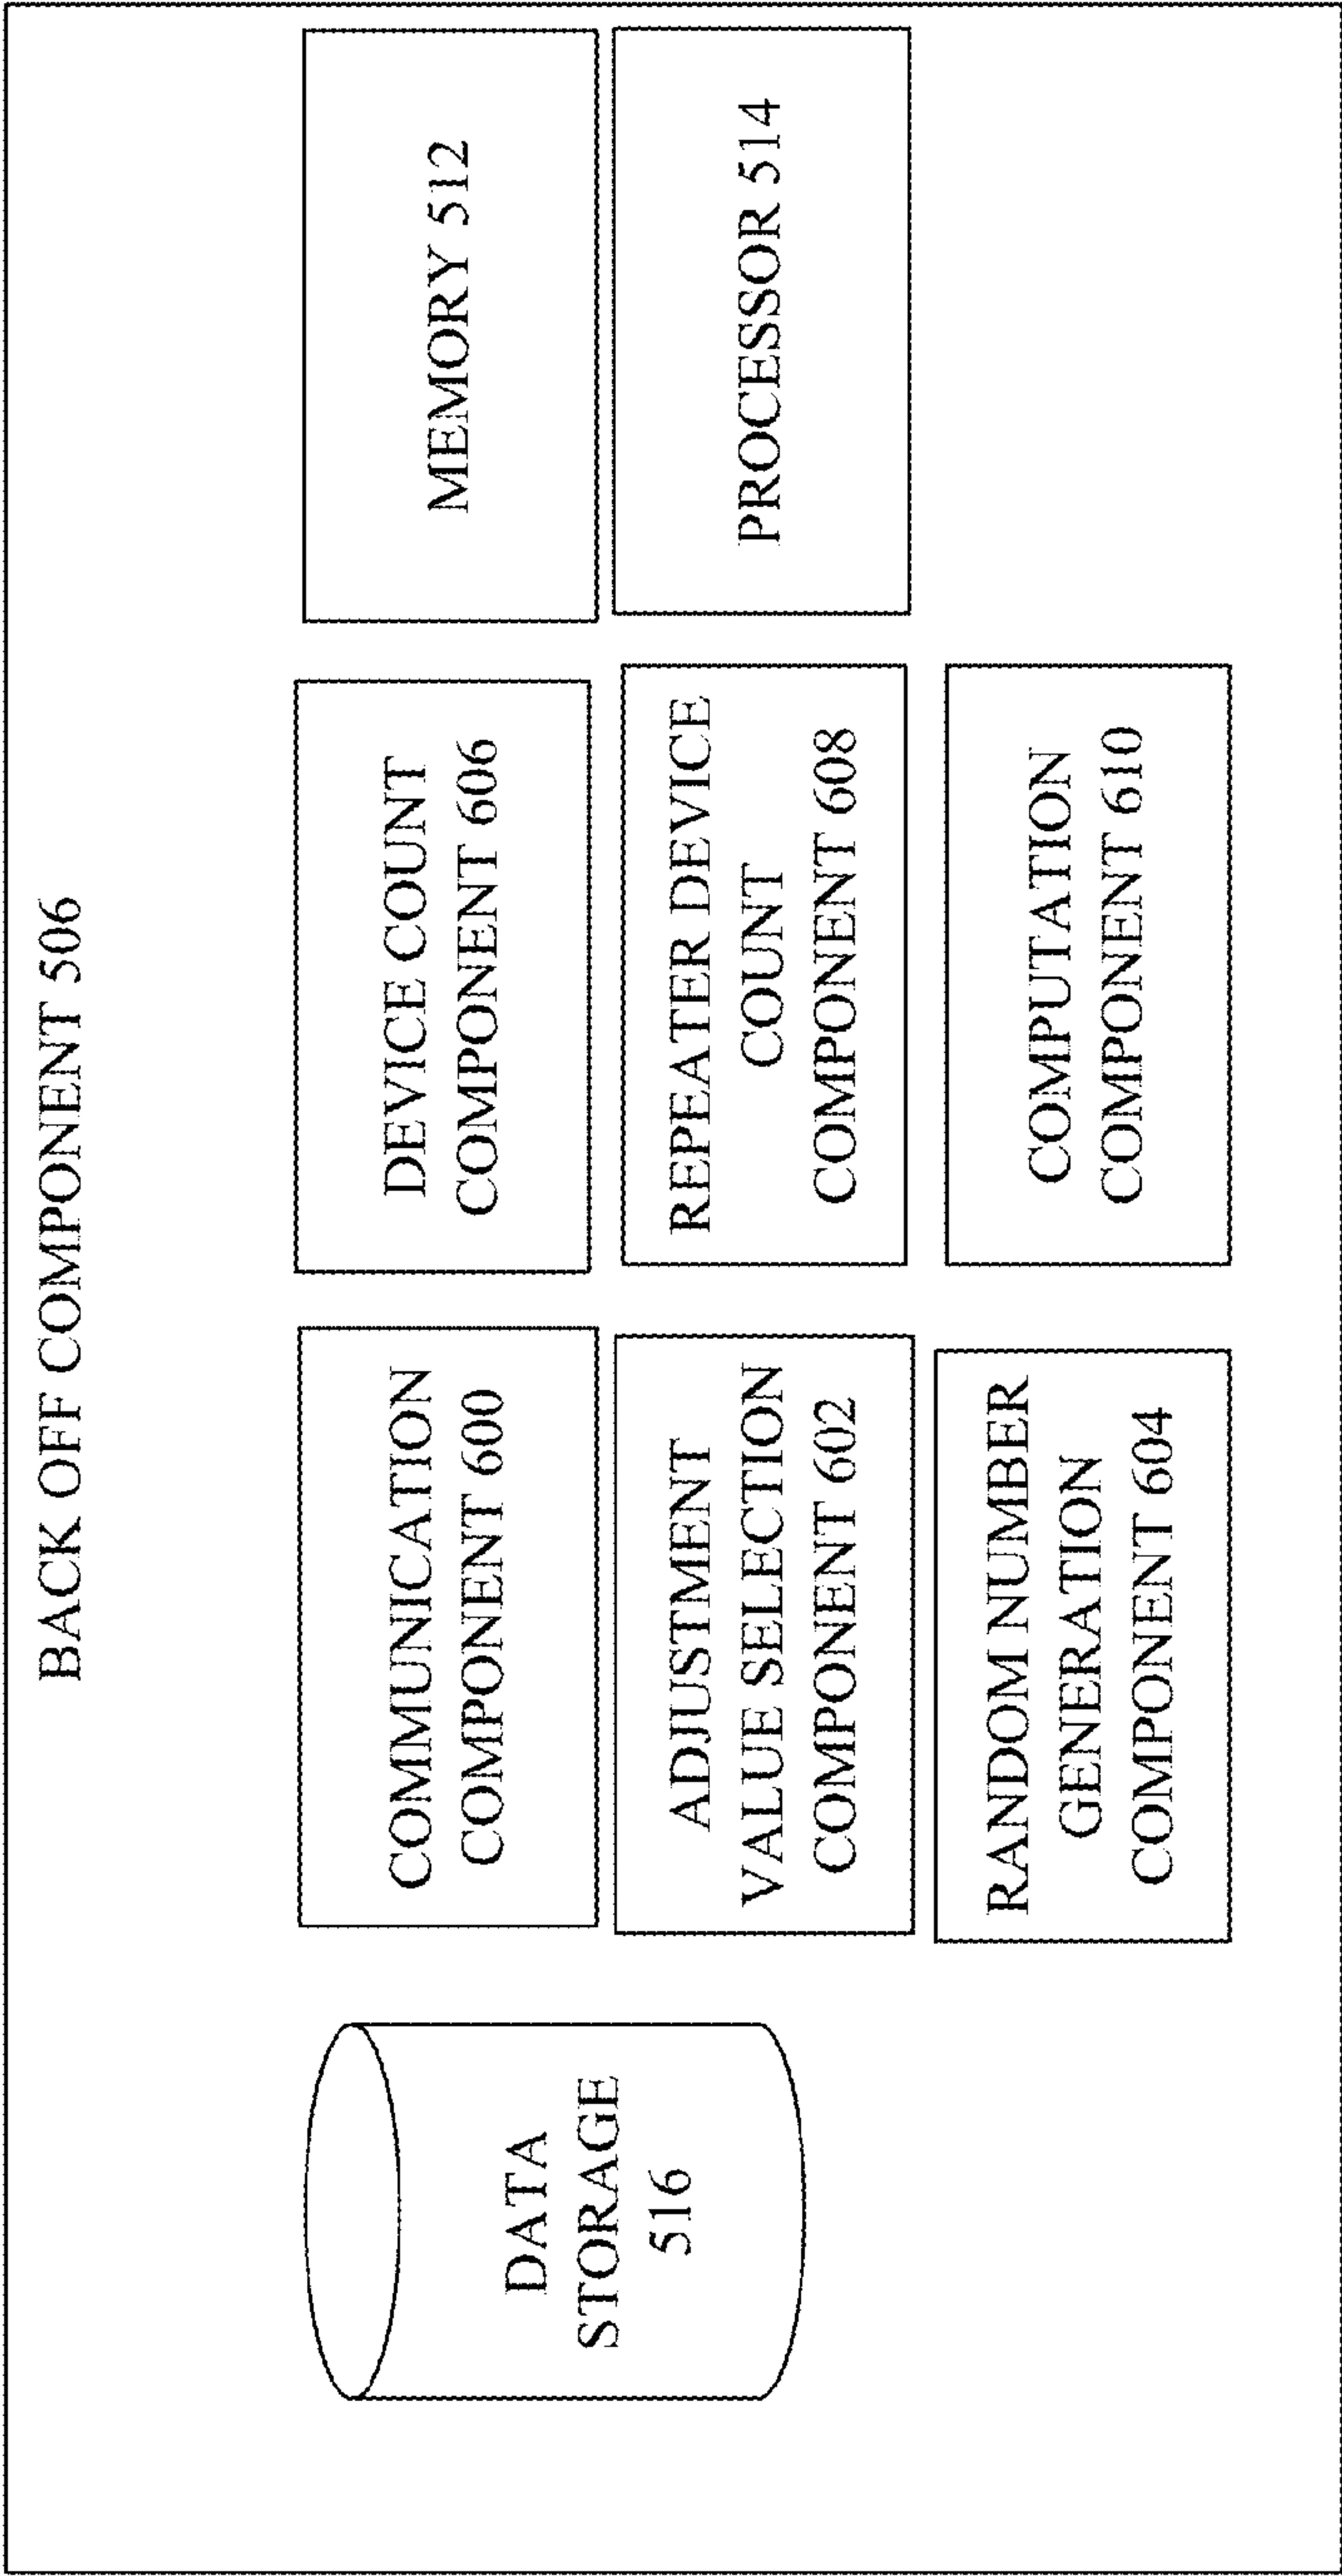 BACK OFF COMPONENT 506
DATA
STORAGE
516
COMMUNICATION
COMPONENT 600
ADJUSTMENT
VALUE SELECTION
COMPONENT 602
RANDOM NUMBER
GENERATION
COMPONENT 604
DEVICE COUNT
COMPONENT 606
REPEATER DEVICE
COUNT
COMPONENT 608
COMPUTATION
COMPONENT 610
MEMORY 512
PROCESSOR 514